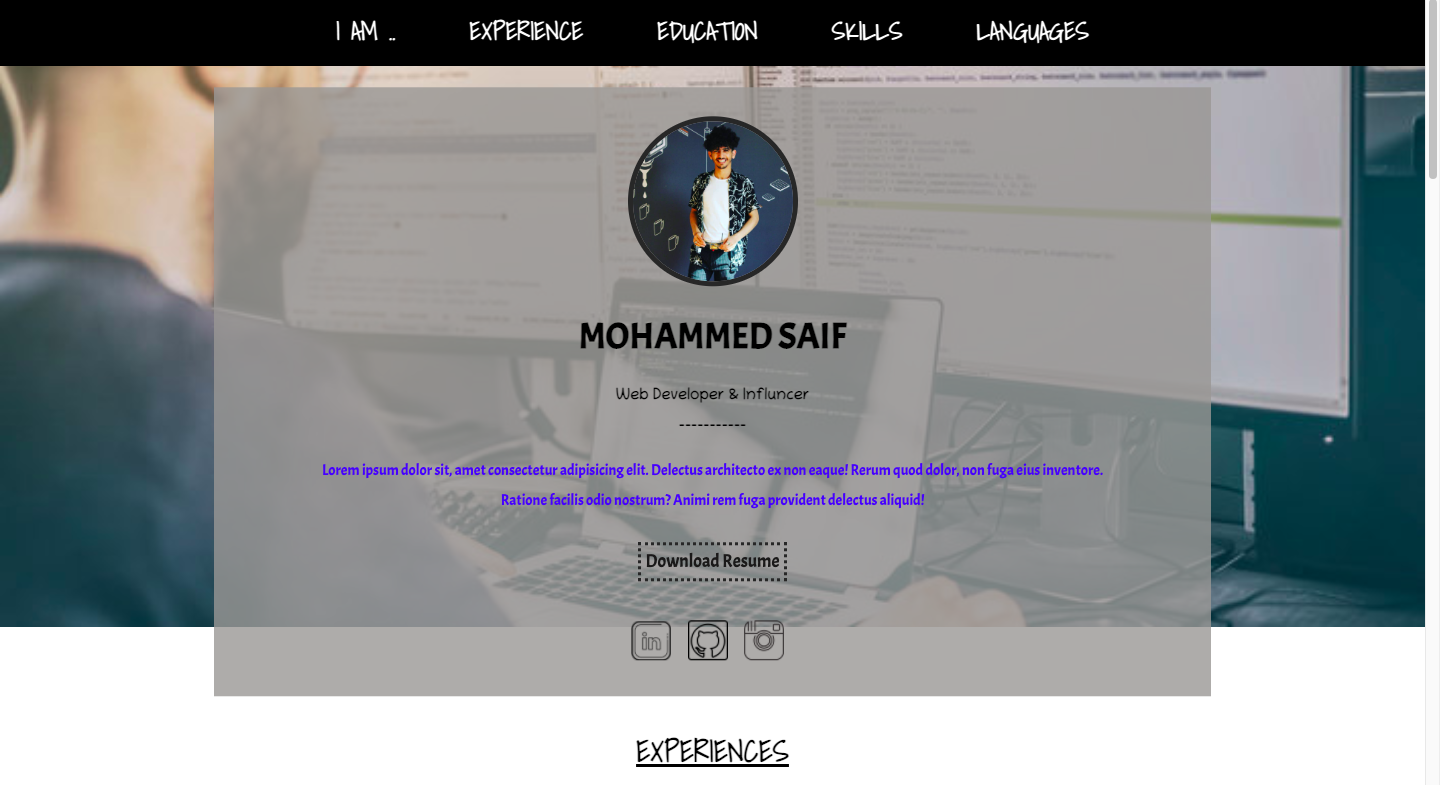 I AM ..
EXPERIENCE
EDUCATION
SKILLS
LANGUAGES
MOHAMMED SAIF
Web Developer & Influncer
-----------
Lorem ipsum dolor sit, amet consectetur adipisicing elit. Delectus architecto ex non eaque! Rerum quod dolor, non fuga eius inventore.
Ratione facilis odio nostrum? Animi rem fuga provident delectus aliquid!
Download Resume
in
EXPERIENCES